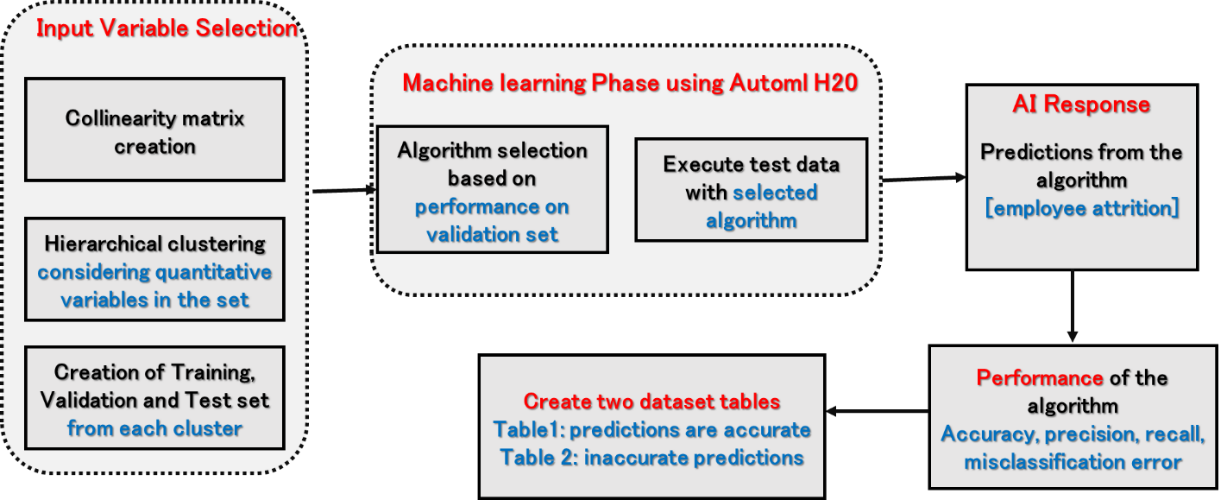 Input Variable Selection
Collinearity matrix
creation
Hierarchical clustering
considering quantitative
variables in the set
Creation of Training,
Validation and Test set
from each cluster
Machine learning Phase using Automl H20
Algorithm selection
based on
performance on
validation set
Execute test data
with selected
algorithm
AI Response
Predictions from the
algorithm
[employee attrition]
Performance of the
algorithm
Accuracy, precision, recall,
misclassification error
Create two dataset tables
Table1: predictions are accurate
Table 2: inaccurate predictions